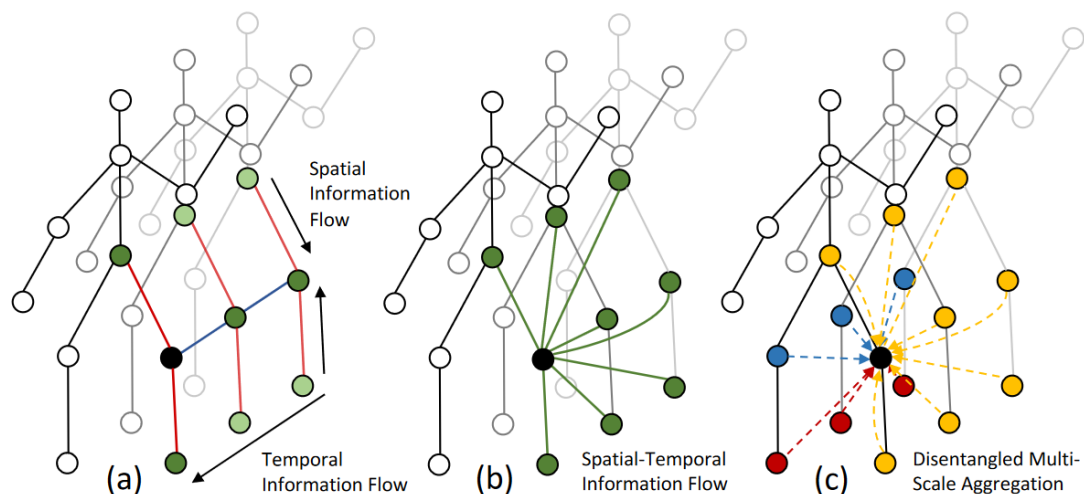 Spatial
Information
Flow
(a)
Temporal
Information Flow
(b)
Spatial-Temporal
Information Flow
(c)
Disentangled Multi-
Scale Aggregation